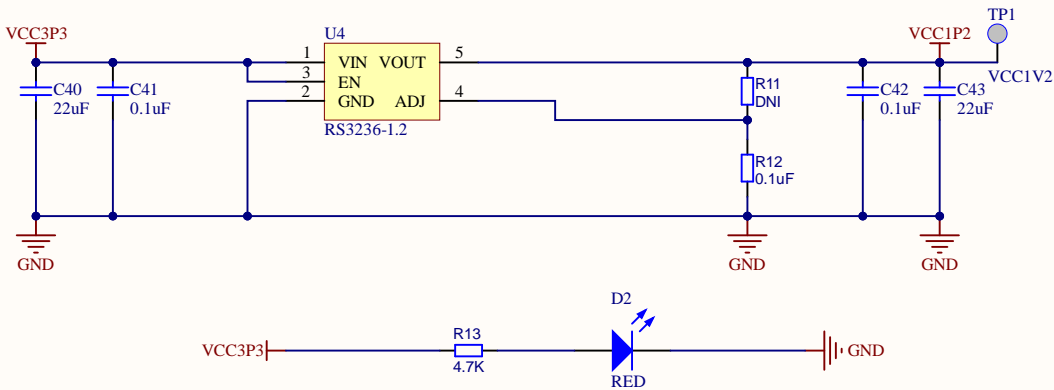 VCC3P3
C40
22uF
C41
0.1uF
U4
1 VIN VOUT 5
3 EN
2 GND ADJ 4
RS3236-1.2
R11
DNI
R12
0.1uF
VCC1P2
TP1
VCC1V2
C42
0.1uF
C43
22uF
GND
GND
GND
VCC3P3
R13
4.7K
D2
RED
GND